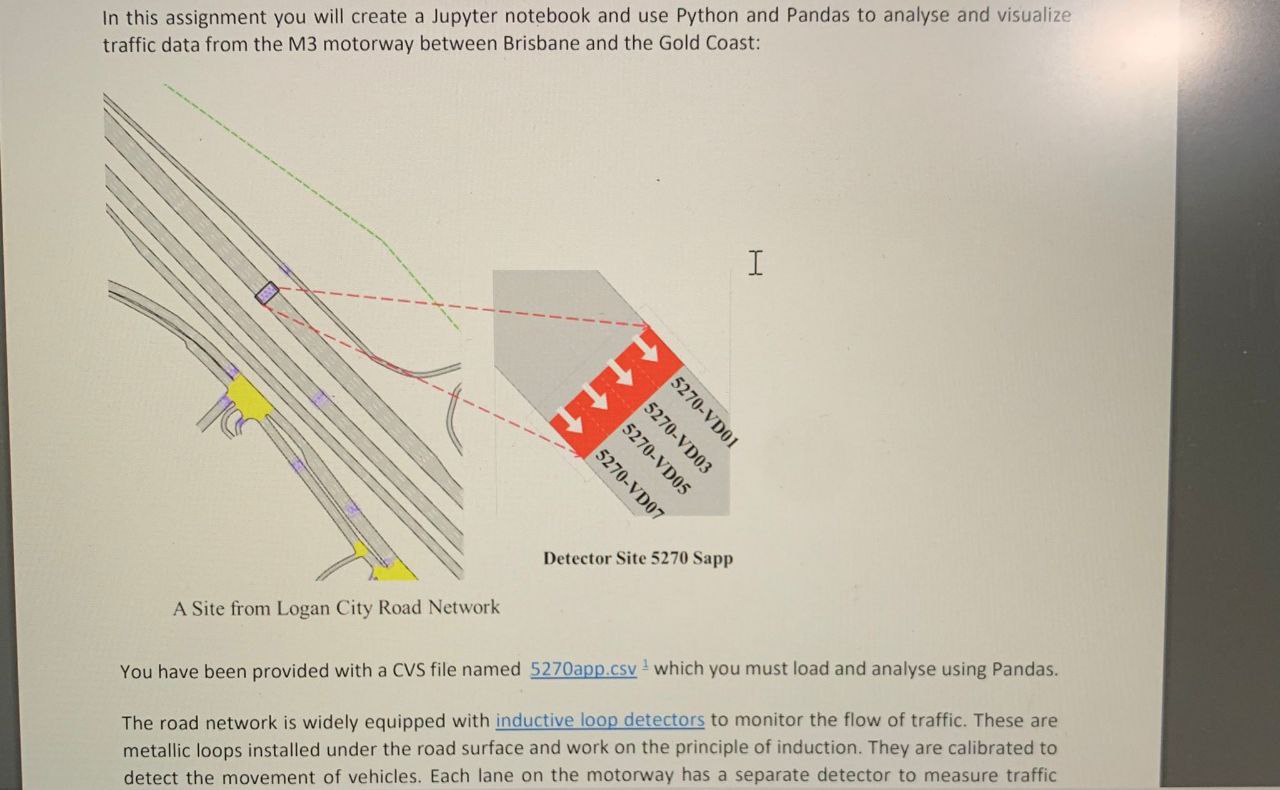 In this assignment you will create a Jupyter notebook and use Python and Pandas to analyse and visualize
traffic data from the M3 motorway between Brisbane and the Gold Coast:
5270-VD01
5270-VD03
5270-VD05
5270-VD07
Detector Site 5270 Sapp
A Site from Logan City Road Network
You have been provided with a CVS file named 5270app.csv 1 which you must load and analyse using Pandas.
The road network is widely equipped with inductive loop detectors to monitor the flow of traffic. These are
metallic loops installed under the road surface and work on the principle of induction. They are calibrated to
detect the movement of vehicles. Each lane on the motorway has a separate detector to measure traffic